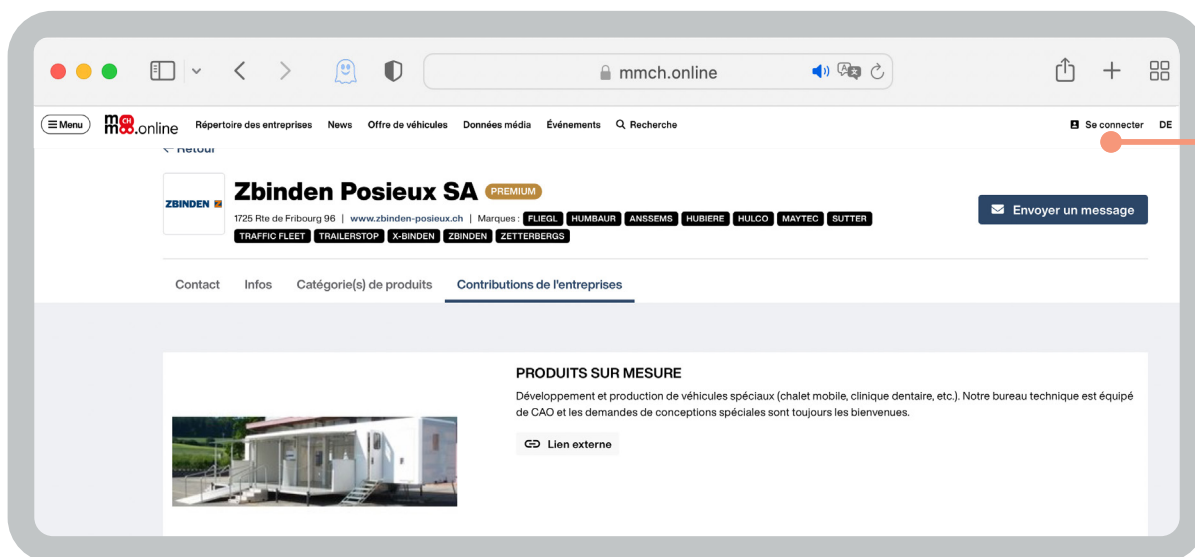 mmch.online
Menu
mmoo CH .online Répertoire des entreprises News Offre de véhicules Données média Événements Recherche Se connecter DE
← Retour
ZBINDEN
Zbinden Posieux SA PREMIUM
1725 Rte de Fribourg 96 | www.zbinden-posieux.ch | Marques : FLIEGL HUMBAUR ANSSEMS HUBIERE HULCO MAYTEC SUTTER
TRAFFIC FLEET TRAILERSTOP X-BINDEN ZBINDEN ZETTERBERGS
Envoyer un message
Contact Infos Catégorie(s) de produits Contributions de l'entreprises
PRODUITS SUR MESURE
Développement et production de véhicules spéciaux (chalet mobile, clinique dentaire, etc.). Notre bureau technique est équipé
de CAO et les demandes de conceptions spéciales sont toujours les bienvenues.
Lien externe